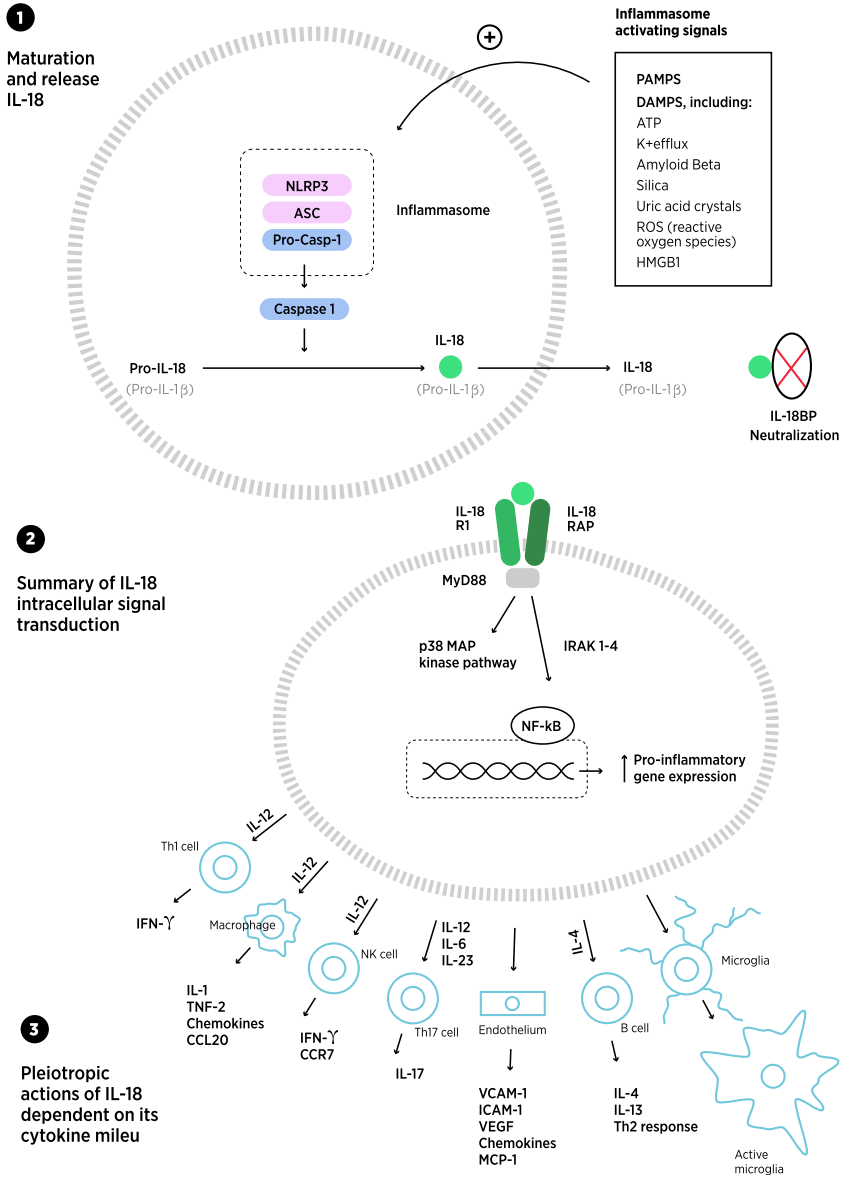 1
Maturation
and release
IL-18
+
Inflammasome
activating signals
PAMPS
DAMPS, including:
ATP
K+efflux
Amyloid Beta
Silica
Uric acid crystals
ROS (reactive
oxygen species)
HMGB1
NLRP3
ASC
Pro-Casp-1
Inflammasome
Caspase 1
Pro-IL-18
(Pro-IL-1β)
IL-18
(Pro-IL-1β)
IL-18
(Pro-IL-1β)
IL-18BP
Neutralization
2
Summary of IL-18
intracellular signal
transduction
IL-18
R1
IL-18
RAP
MyD88
p38 MAP
kinase pathway
IRAK 1-4
NF-kB
Pro-inflammatory
gene expression
3
Pleiotropic
actions of IL-18
dependent on its
cytokine mileu
IL-12
Th1 cell
IFN-γ
IL-12
Macrophage
IL-1
TNF-2
Chemokines
CCL20
IL-12
NK cell
IFN-γ
CCR7
IL-12
IL-6
IL-23
Th17 cell
IL-17
Endothelium
VCAM-1
ICAM-1
VEGF
Chemokines
MCP-1
IL-4
B cell
IL-4
IL-13
Th2 response
Microglia
Active
microglia